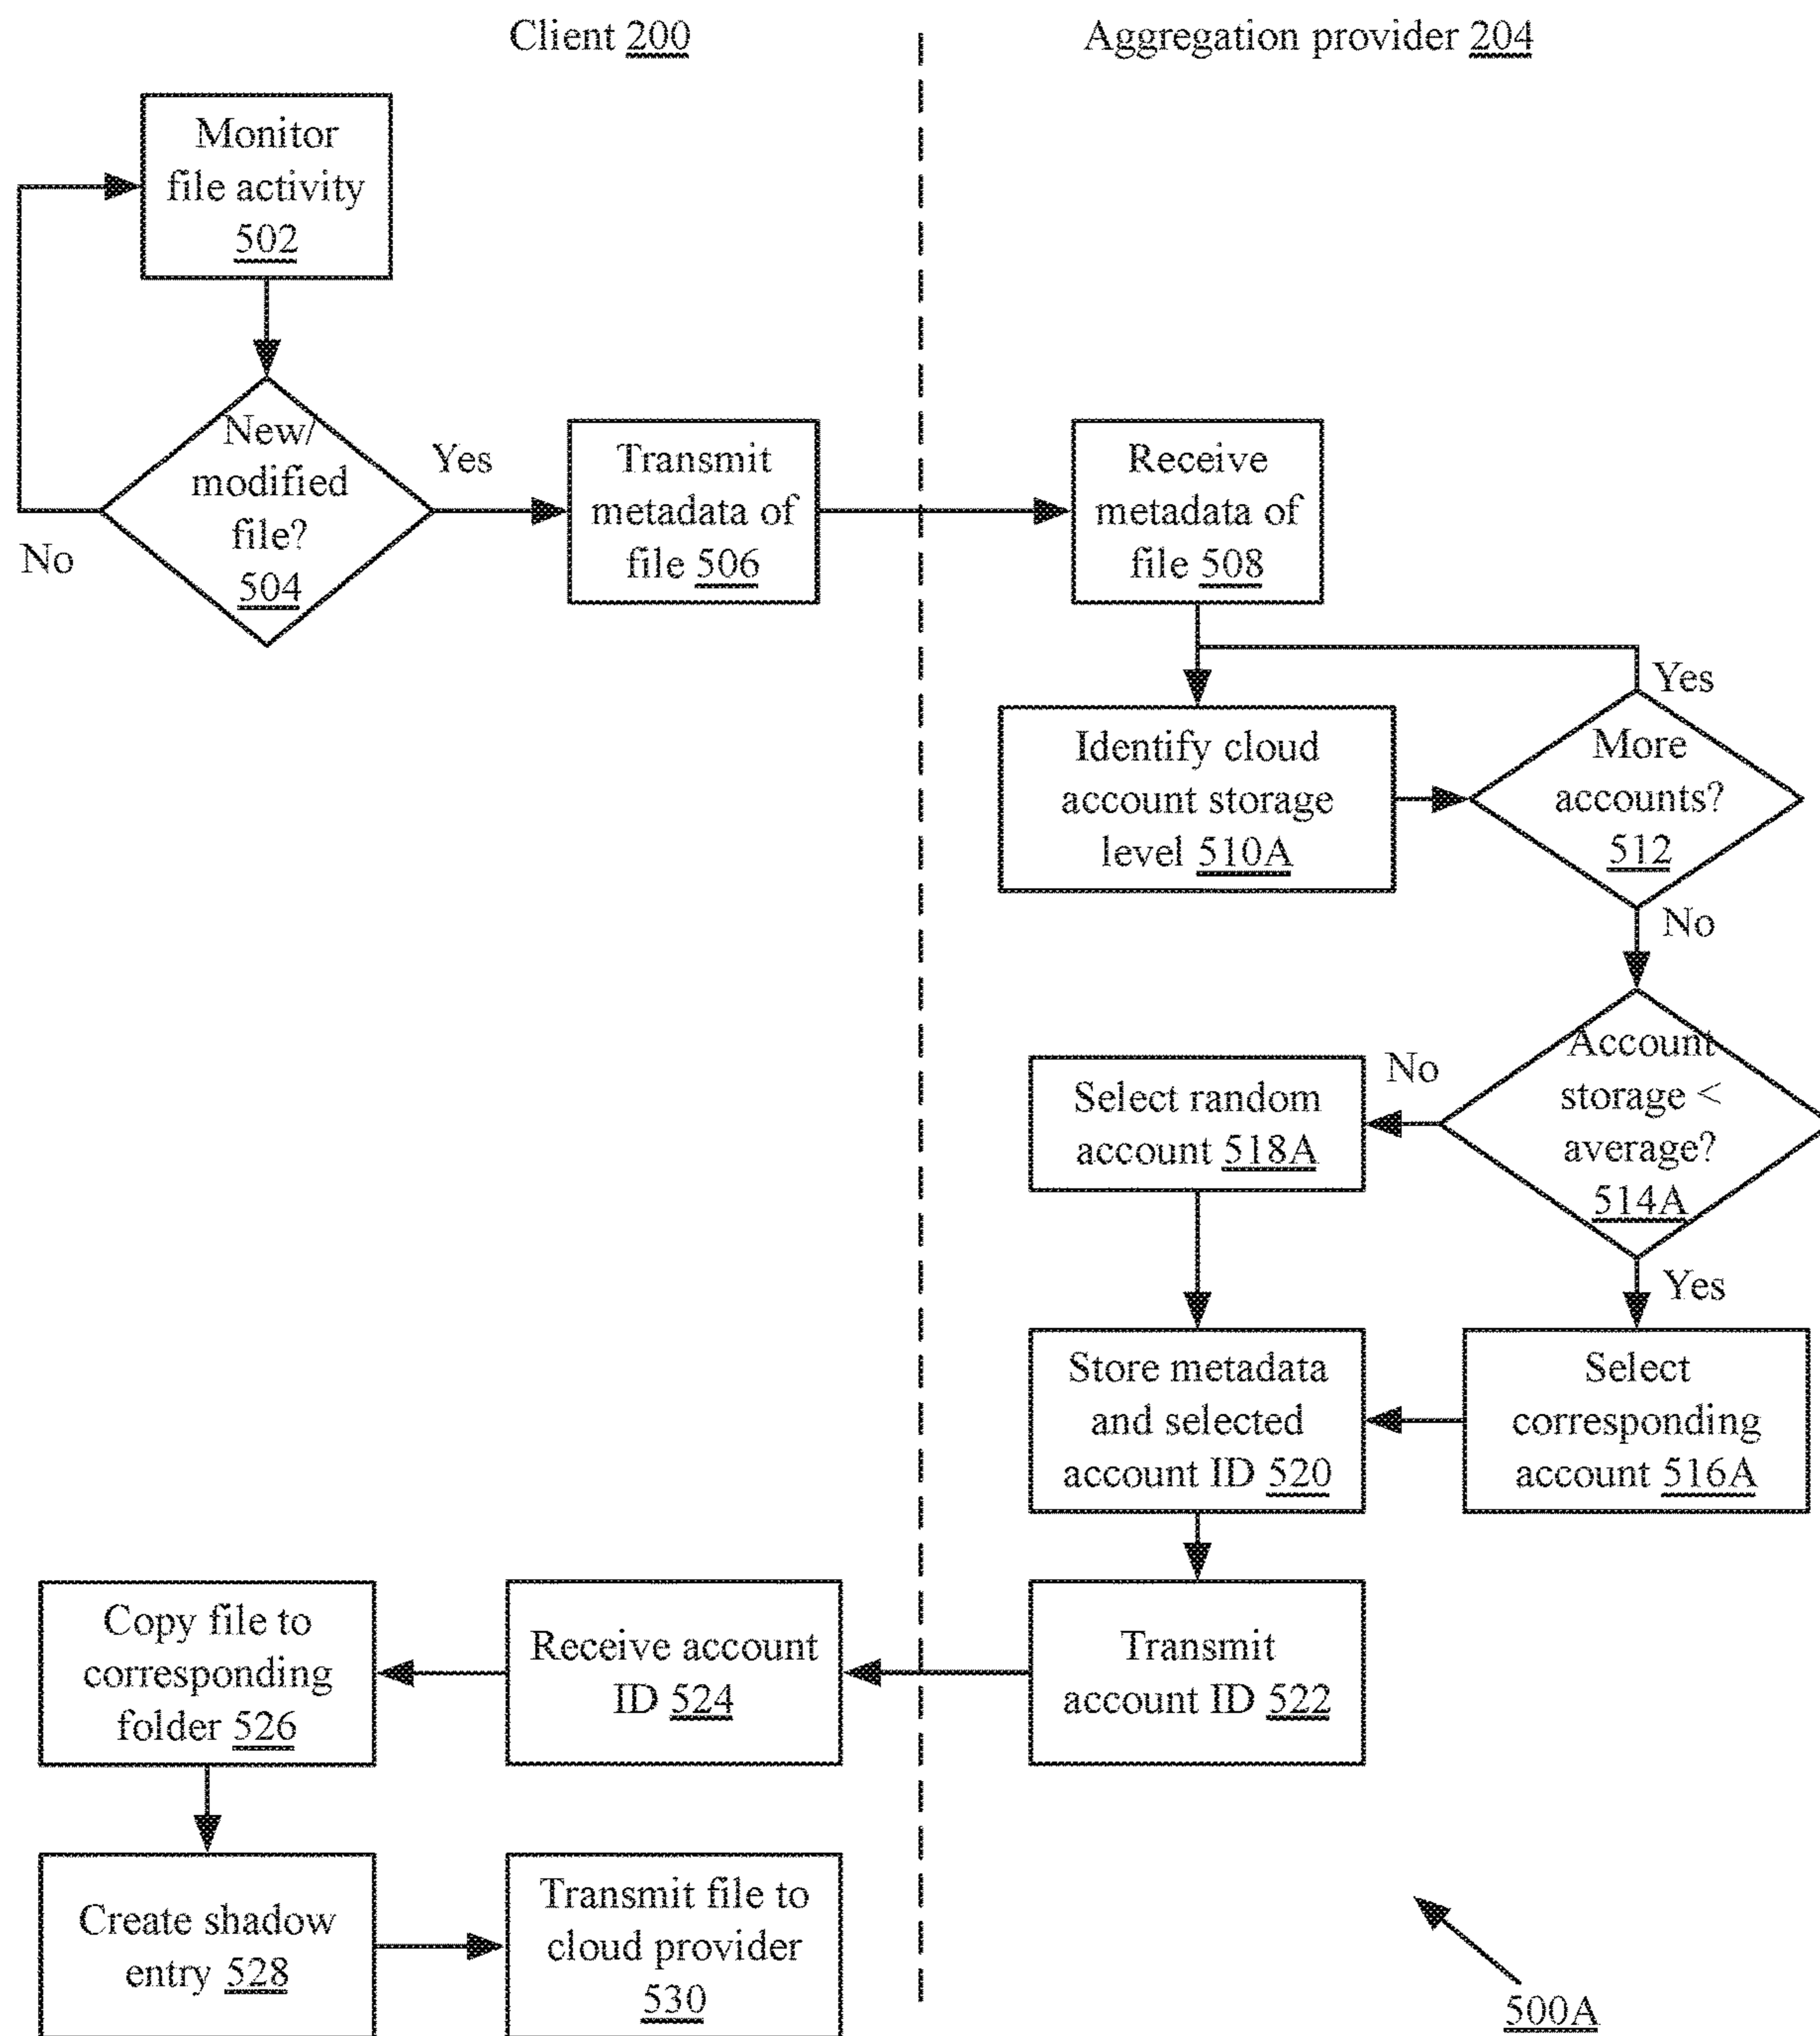 Client 200
Aggregation provider 204
Monitor
file activity
502
New/
modified
file?
504
Yes
No
Transmit
metadata of
file 506
Receive
metadata of
file 508
Identify cloud
account storage
level 510A
Yes
More
accounts?
512
No
Account
storage <
average?
514A
No
Yes
Select random
account 518A
Select
corresponding
account 516A
Store metadata
and selected
account ID 520
Transmit
account ID 522
Receive account
ID 524
Copy file to
corresponding
folder 526
Create shadow
entry 528
Transmit file to
cloud provider
530
500A